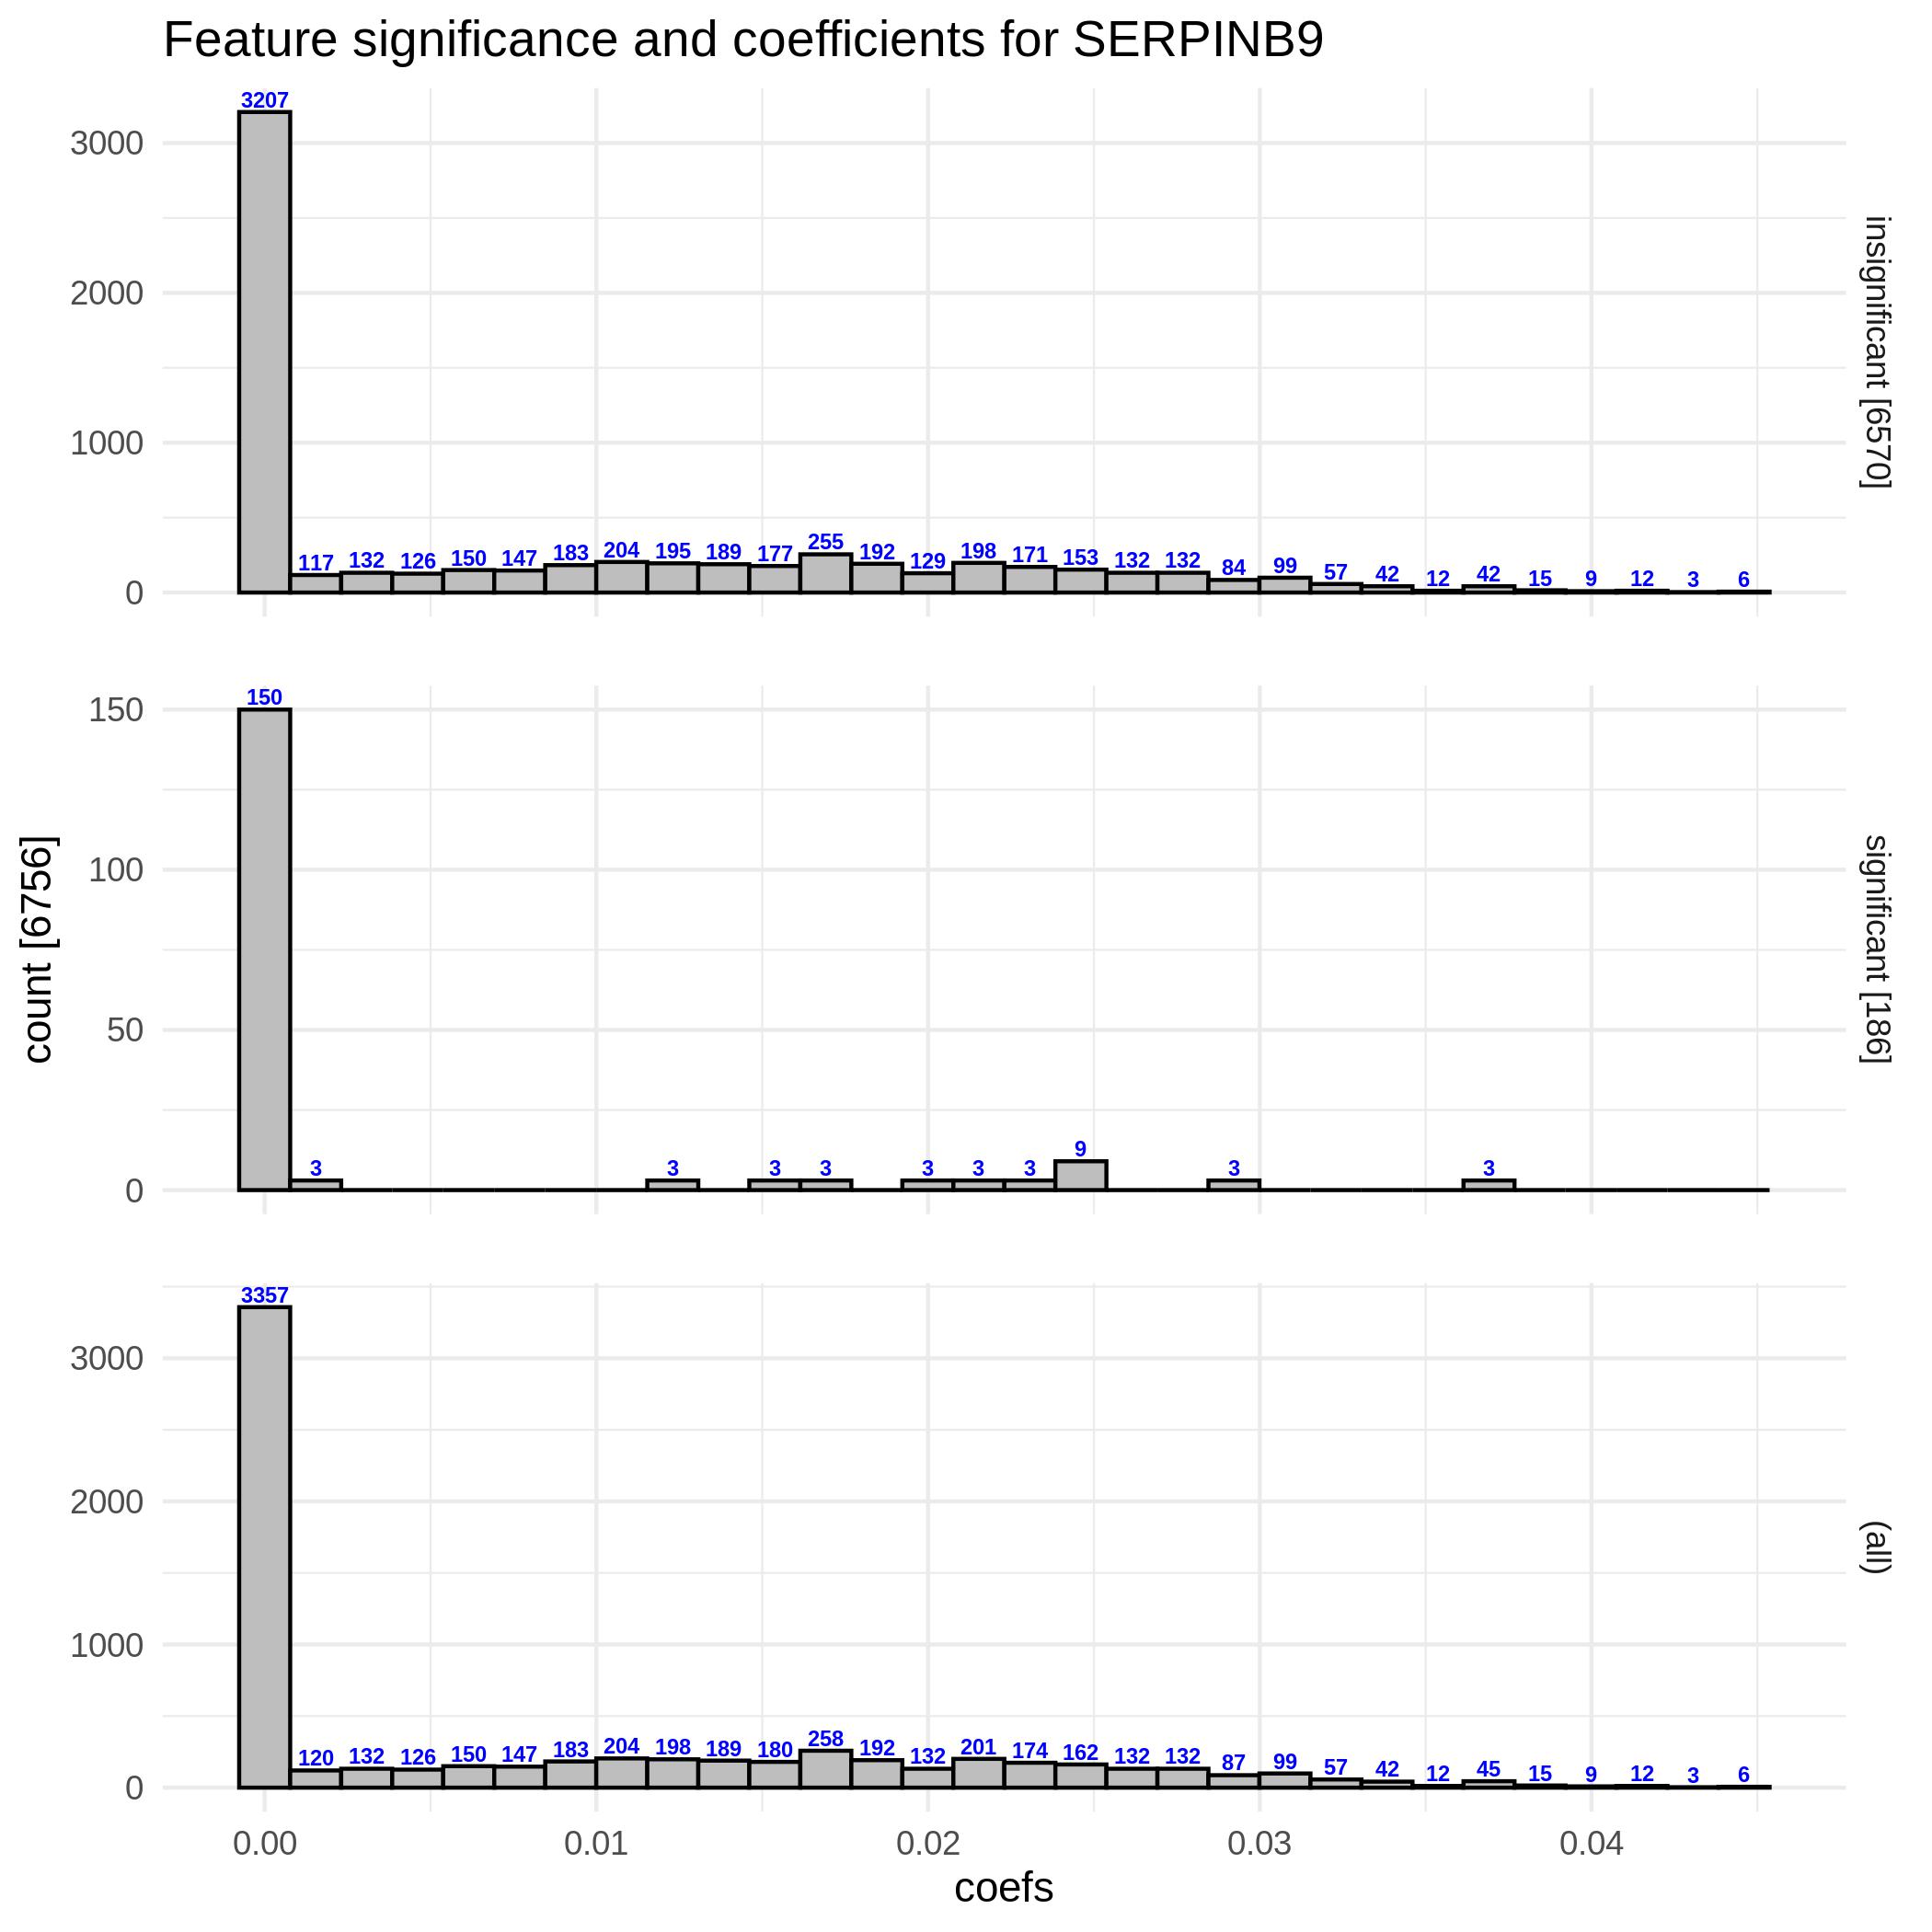 Feature significance and coefficients for SERPINB9
3207
3000
2000
1000
117 132 126 150 147 183 204 195 189 177 255 192 129 198 171 153 132 132 84 99 57 42 12 42 15 9 12 3 6
0
insignificant [6570]
150
150
100
50
3 3 3 3 3 3 3 9 3 3
0
significant [186]
count [6756]
3357
3000
2000
1000
120 132 126 150 147 183 204 198 189 180 258 192 132 201 174 162 132 132 87 99 57 42 12 45 15 9 12 3 6
0
(all)
0.00 0.01 0.02 0.03 0.04
coefs